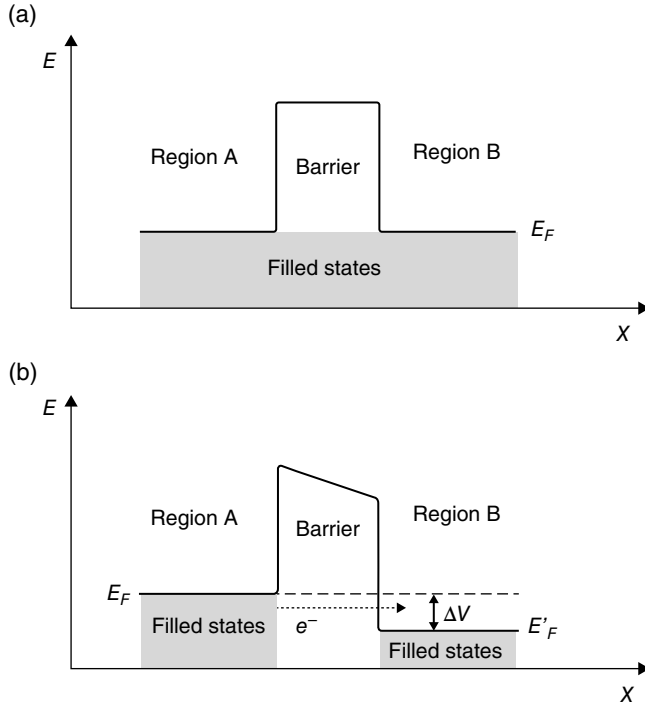 (a)
E
Region A
Barrier
Region B
E_F
Filled states
X
(b)
E
Region A
Barrier
Region B
E_F
ΔV
Filled states
e⁻
E'_F
Filled states
X